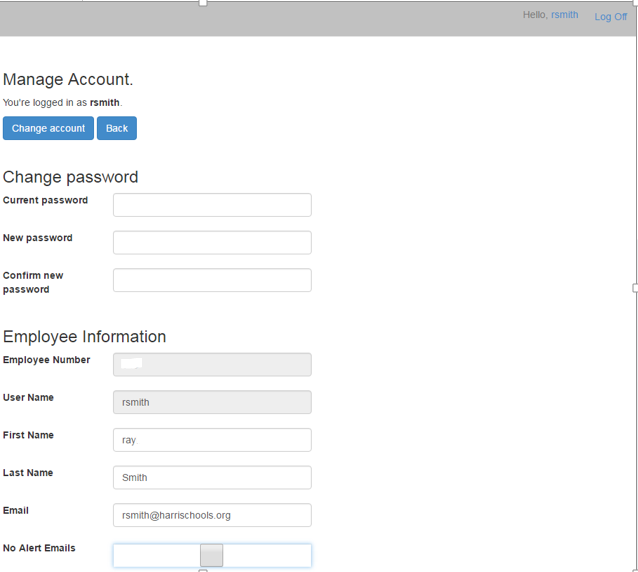 Hello, rsmith Log Off
Manage Account.
You're logged in as rsmith.
Change account Back
Change password
Current password
New password
Confirm new
password
Employee Information
Employee Number
User Name rsmith
First Name ray
Last Name Smith
Email rsmith@harrischools.org
No Alert Emails